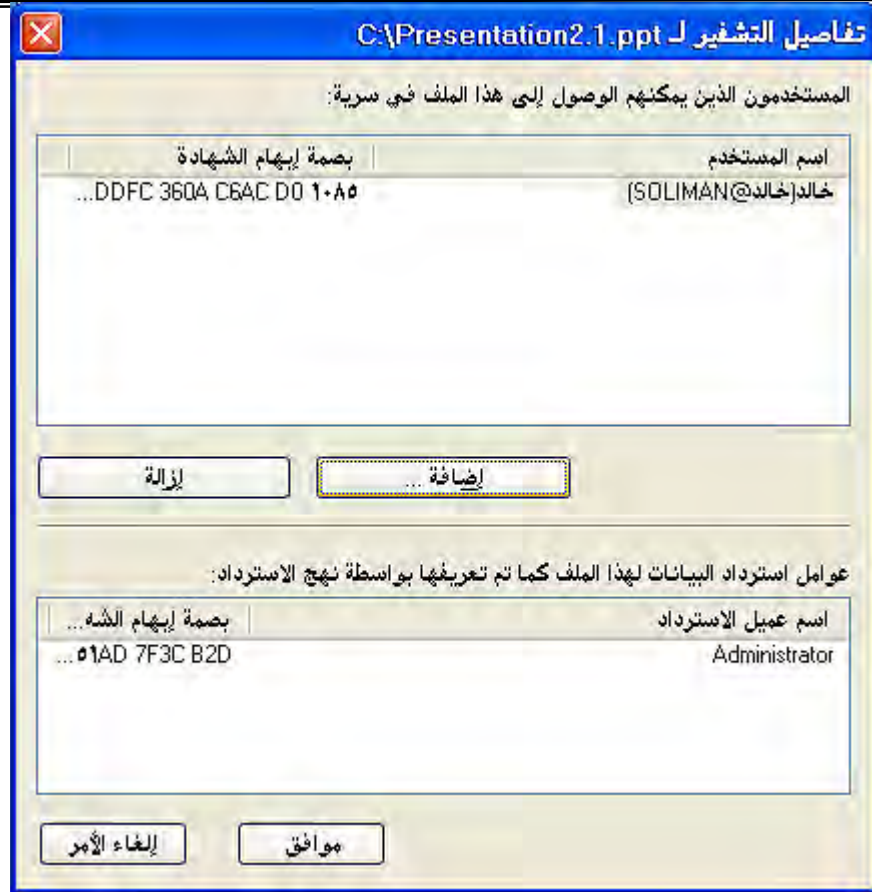 تفاصيل التشفير لـ C:\Presentation2.1.ppt
المستخدمون الذين يمكنهم الوصول إلى هذا الملف في سرية:
اسم المستخدم بصمة إبهام الشهادة
خالد(خالد@SOLIMAN) DDFC 360A C6AC D0 ١٠٨٥...
إضافة ... إزالة
عوامل استرداد البيانات لهذا الملف كما تم تعريفها بواسطة نهج الاسترداد:
اسم عميل الاسترداد بصمة إبهام الشه...
Administrator ٥٦AD 7F3C B2D...
موافق إلغاء الأمر